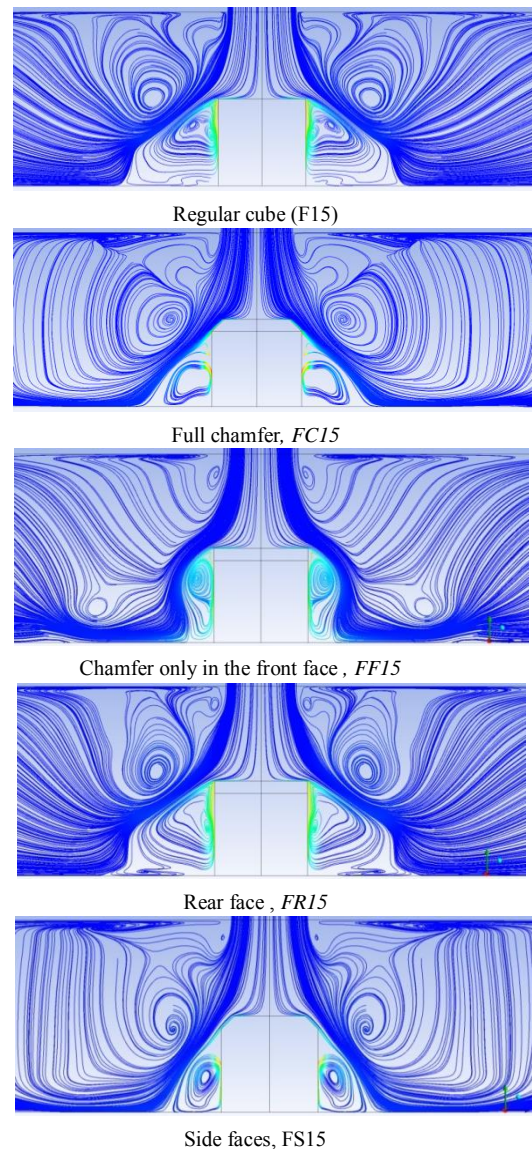 Regular cube (F15)
Full chamfer, FC15
Chamfer only in the front face , FF15
Rear face , FR15
Side faces, FS15